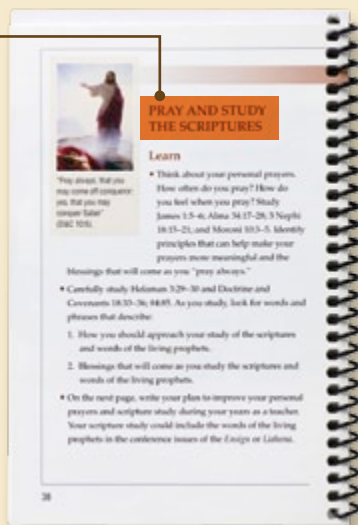 PRAY AND STUDY
THE SCRIPTURES
Learn
• Think about your personal prayers.
How often do you pray? How do
you feel when you pray? Study
James 1:5–6; Alma 34:17–28; 3 Nephi
18:15–21; and Moroni 10:3–5. Identify
principles that can help make your
prayers more meaningful and the
blessings that will come as you "pray always."
"Pray always, that you
may come off conqueror;
yea, that you may
conquer Satan"
(D&C 10:5).
• Carefully study Helaman 3:29–30 and Doctrine and
Covenants 18:33–36; 84:85. As you study, look for words and
phrases that describe:
1. How you should approach your study of the scriptures
and words of the living prophets.
2. Blessings that will come as you study the scriptures and
words of the living prophets.
• On the next page, write your plan to improve your personal
prayers and scripture study during your years as a teacher.
Your scripture study could include the words of the living
prophets in the conference issues of the Ensign or Liahona.
38